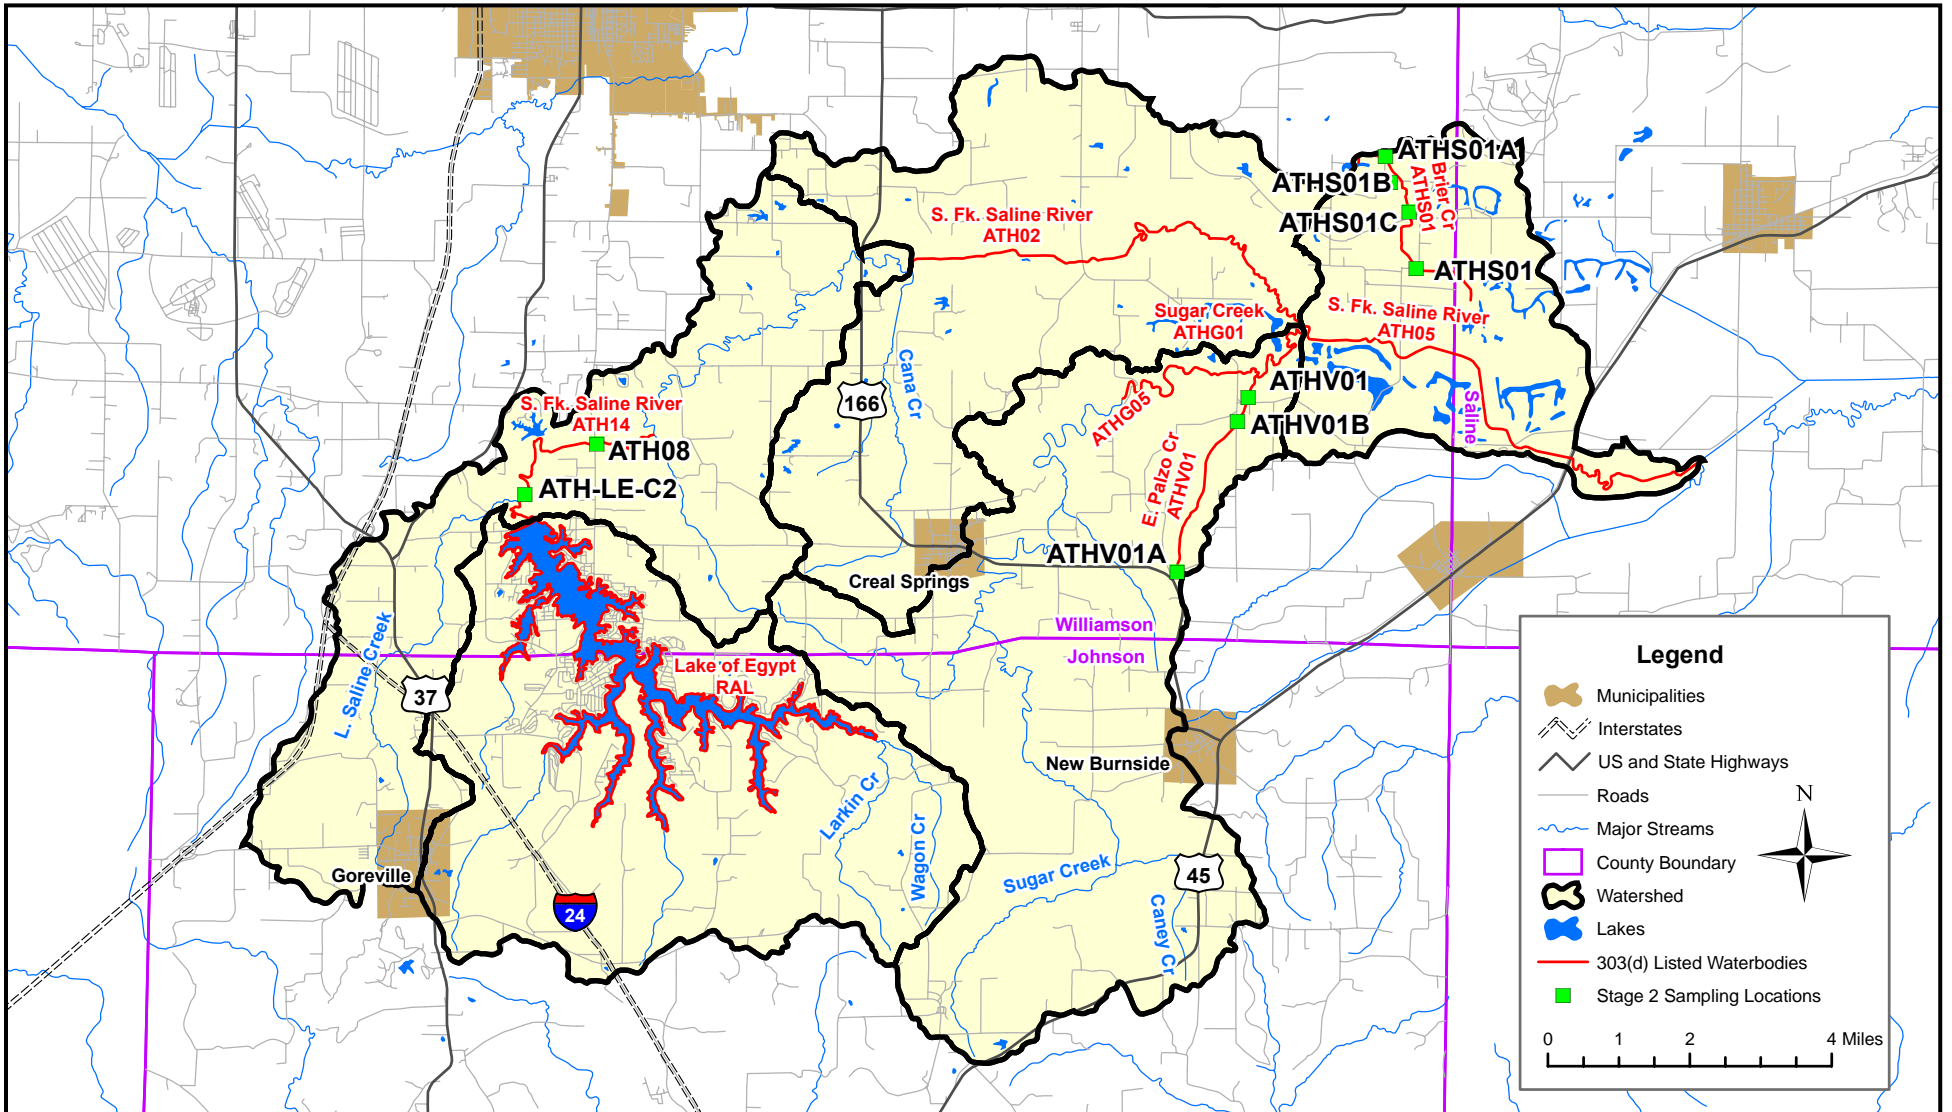 ATHS01A
ATHS01B
Brier Cr
ATHS01
ATHS01C
S. Fk. Saline River
ATH02
ATHS01
Sugar Creek
ATHG01
S. Fk. Saline River
ATH05
Cana Cr
166
ATHV01
ATHG05
ATHV01B
Saline
S. Fk. Saline River
ATH14
ATH08
ATH-LE-C2
E. Palzo Cr
ATHV01
ATHV01A
Creal Springs
Williamson
Johnson
L. Saline Creek
37
Lake of Egypt
RAL
New Burnside
Larkin Cr
Wagon Cr
Sugar Creek
45
Caney Cr
Goreville
24
Legend
Municipalities
Interstates
US and State Highways
Roads
Major Streams
County Boundary
Watershed
Lakes
303(d) Listed Waterbodies
Stage 2 Sampling Locations
N
0 1 2 4 Miles